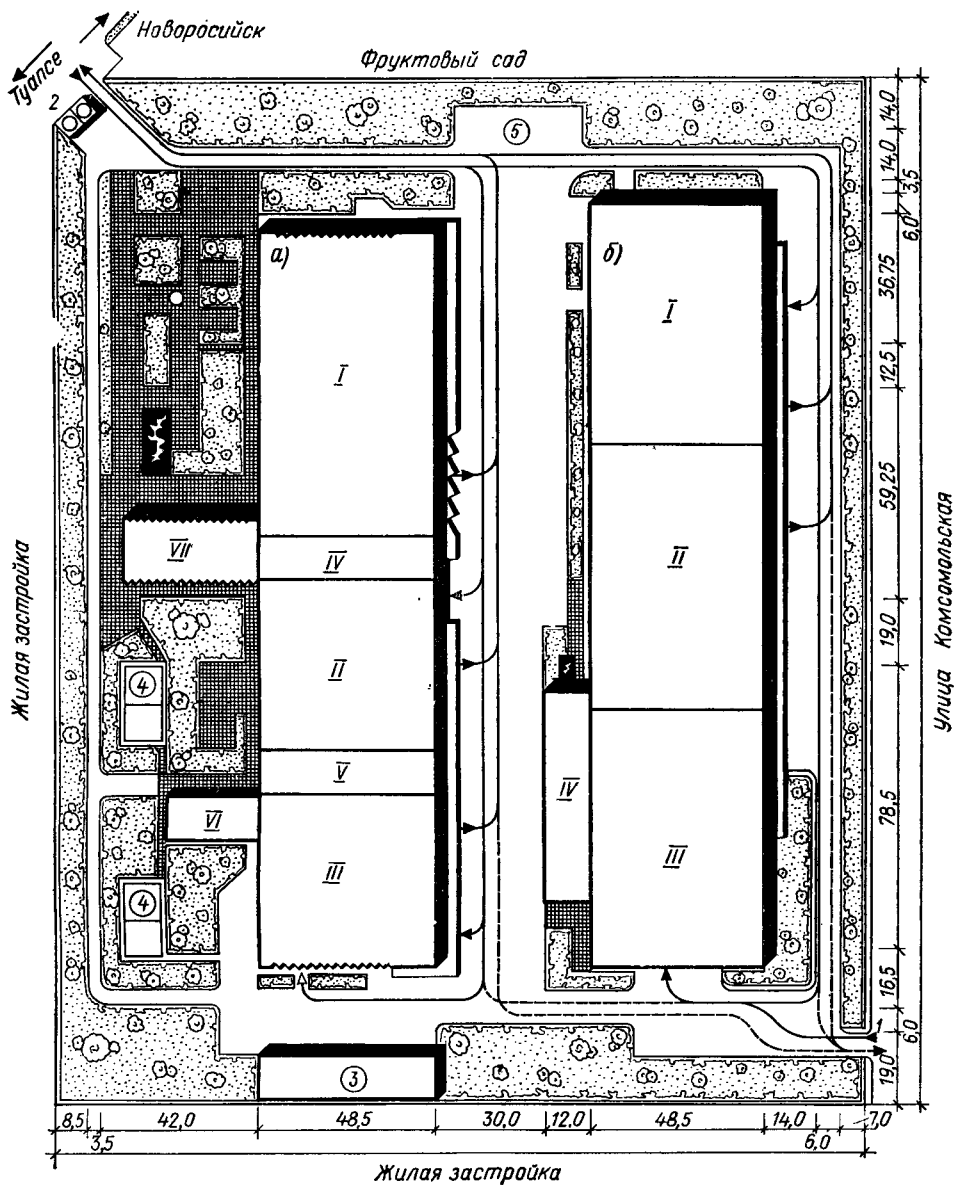 Новоросийск
Туапсе
Фруктовый сад
2
5
14,0
14,0
3,5
6,0
а)
б)
I
I
36,75
12,5
59,25
VII
IV
II
II
19,0
Жилая застройка
Улица Комсомольская
4
V
VI
IV
78,5
III
III
4
16,5
1
6,0
3
19,0
8,5
42,0
48,5
30,0
12,0
48,5
14,0
7,0
3,5
6,0
Жилая застройка